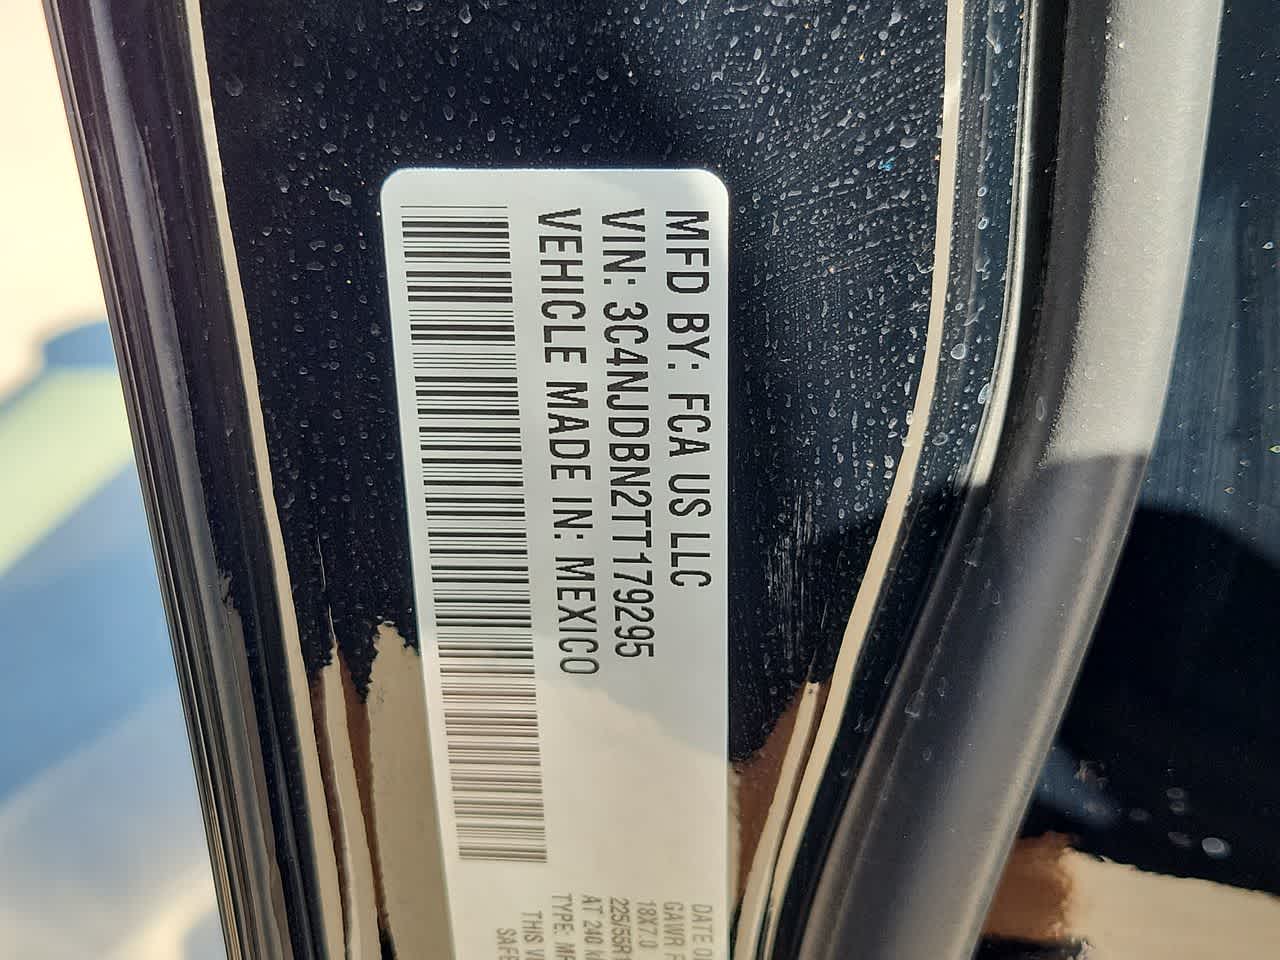 MFD BY: FCA US LLC
VIN: 3C4NJDBN2TT179295
VEHICLE MADE IN: MEXICO
DATE O
GAWR F
18X7.0
225/55R
AT 240 k
TYPE: MP
THIS V
SAFE